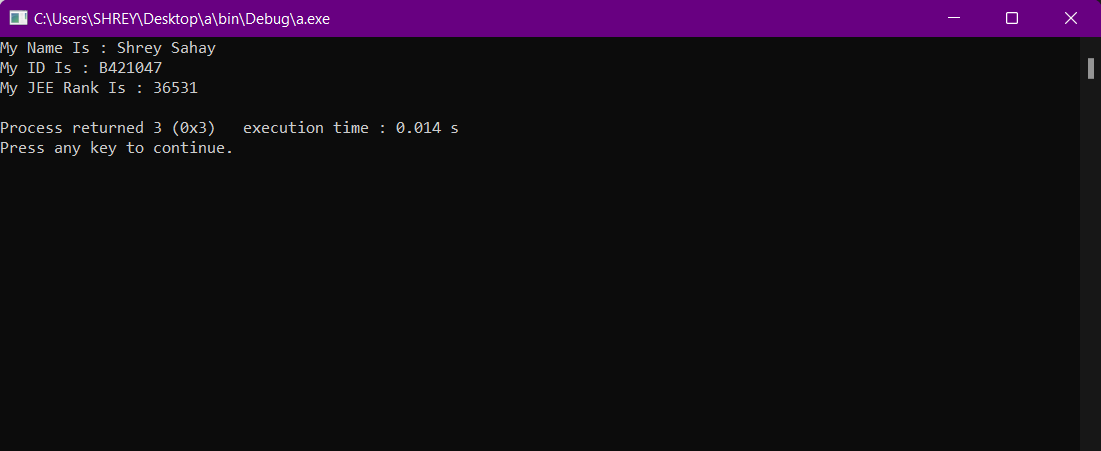 C:\Users\SHREY\Desktop\a\bin\Debug\a.exe
My Name Is : Shrey Sahay
My ID Is : B421047
My JEE Rank Is : 36531
Process returned 3 (0x3)   execution time : 0.014 s
Press any key to continue.